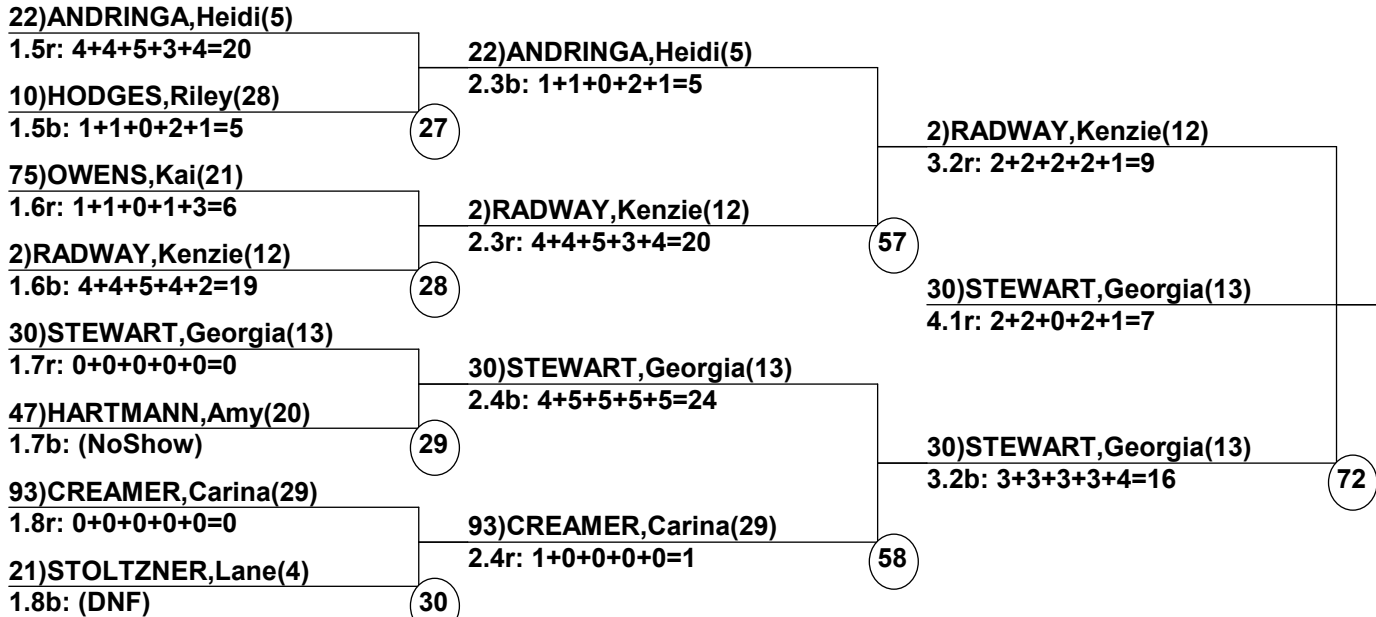 22)ANDRINGA,Heidi(5)
1.5r: 4+4+5+3+4=20
10)HODGES,Riley(28)
1.5b: 1+1+0+2+1=5
27
75)OWENS,Kai(21)
1.6r: 1+1+0+1+3=6
2)RADWAY,Kenzie(12)
1.6b: 4+4+5+4+2=19
28
30)STEWART,Georgia(13)
1.7r: 0+0+0+0+0=0
47)HARTMANN,Amy(20)
1.7b: (NoShow)
29
93)CREAMER,Carina(29)
1.8r: 0+0+0+0+0=0
21)STOLTZNER,Lane(4)
1.8b: (DNF)
30
22)ANDRINGA,Heidi(5)
2.3b: 1+1+0+2+1=5
2)RADWAY,Kenzie(12)
2.3r: 4+4+5+3+4=20
57
30)STEWART,Georgia(13)
2.4b: 4+5+5+5+5=24
93)CREAMER,Carina(29)
2.4r: 1+0+0+0+0=1
58
2)RADWAY,Kenzie(12)
3.2r: 2+2+2+2+1=9
30)STEWART,Georgia(13)
4.1r: 2+2+0+2+1=7
30)STEWART,Georgia(13)
3.2b: 3+3+3+3+4=16
72